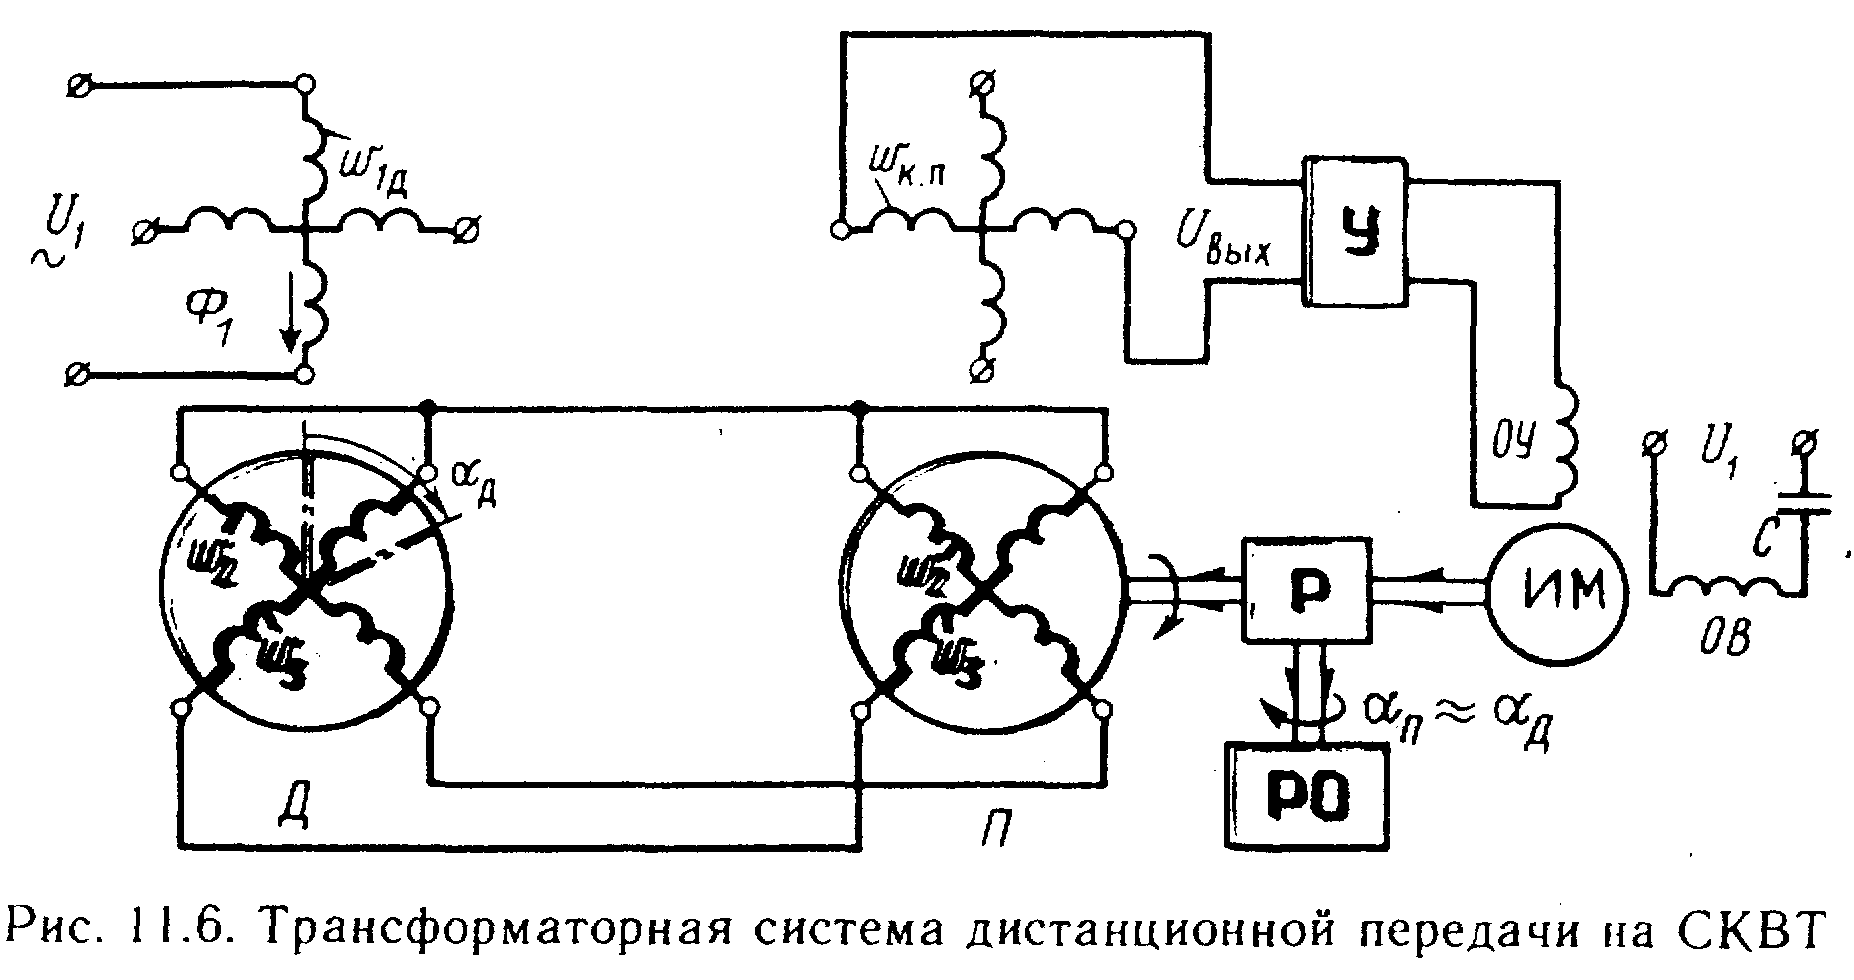 W1Д
Wк.п
U1
~
Uвых
У
Ф1
ОУ
U1
αД
C
W2
W2
Р
ИМ
ОВ
W3
W3
αП ≈ αД
РО
Д
П
Рис. 11.6. Трансформаторная система дистанционной передачи на СКВТ